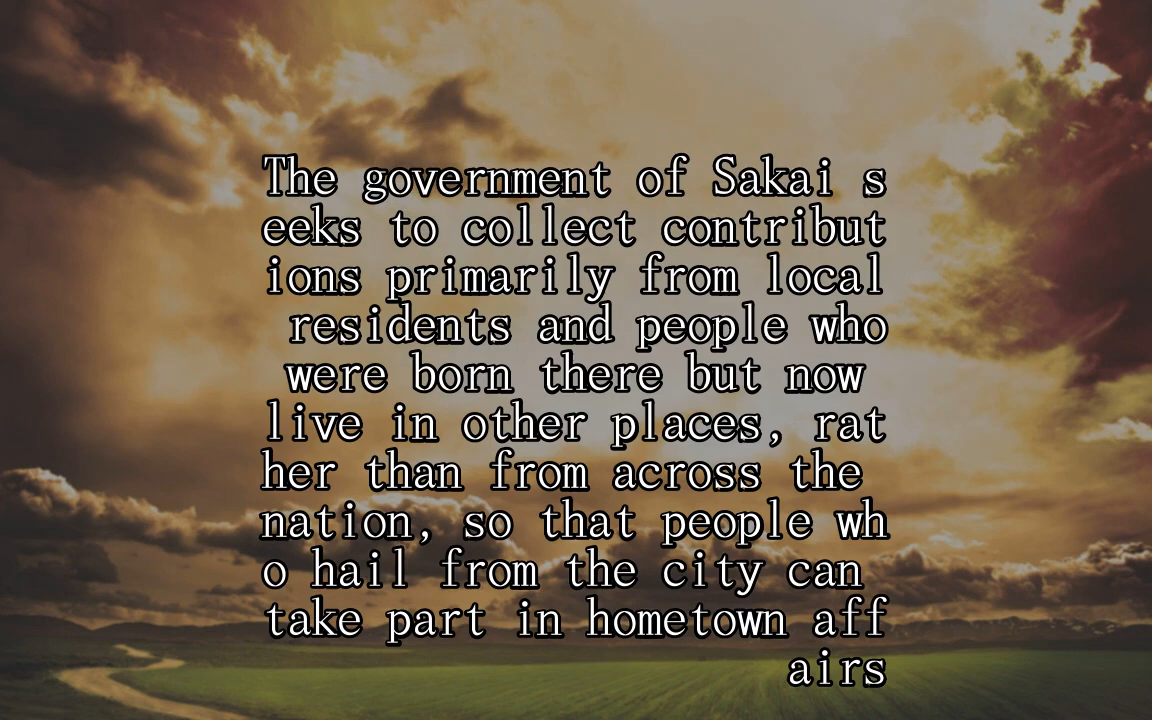 The government of Sakai s
eeks to collect contribut
ions primarily from local
residents and people who
were born there but now
live in other places, rat
her than from across the
nation, so that people wh
o hail from the city can
take part in hometown aff
airs